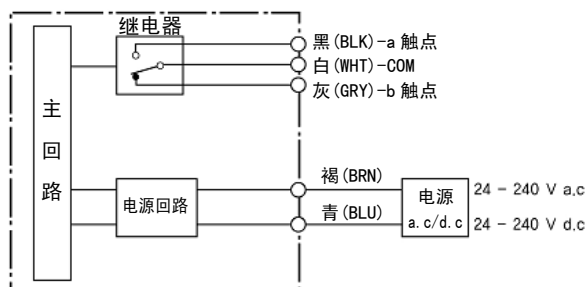 继电器
黑(BLK)-a 触点
白(WHT)-COM
灰(GRY)-b 触点
主回路
电源回路
褐(BRN)
青(BLU)
电源
a.c/d.c
24 - 240 V a.c
24 - 240 V d.c